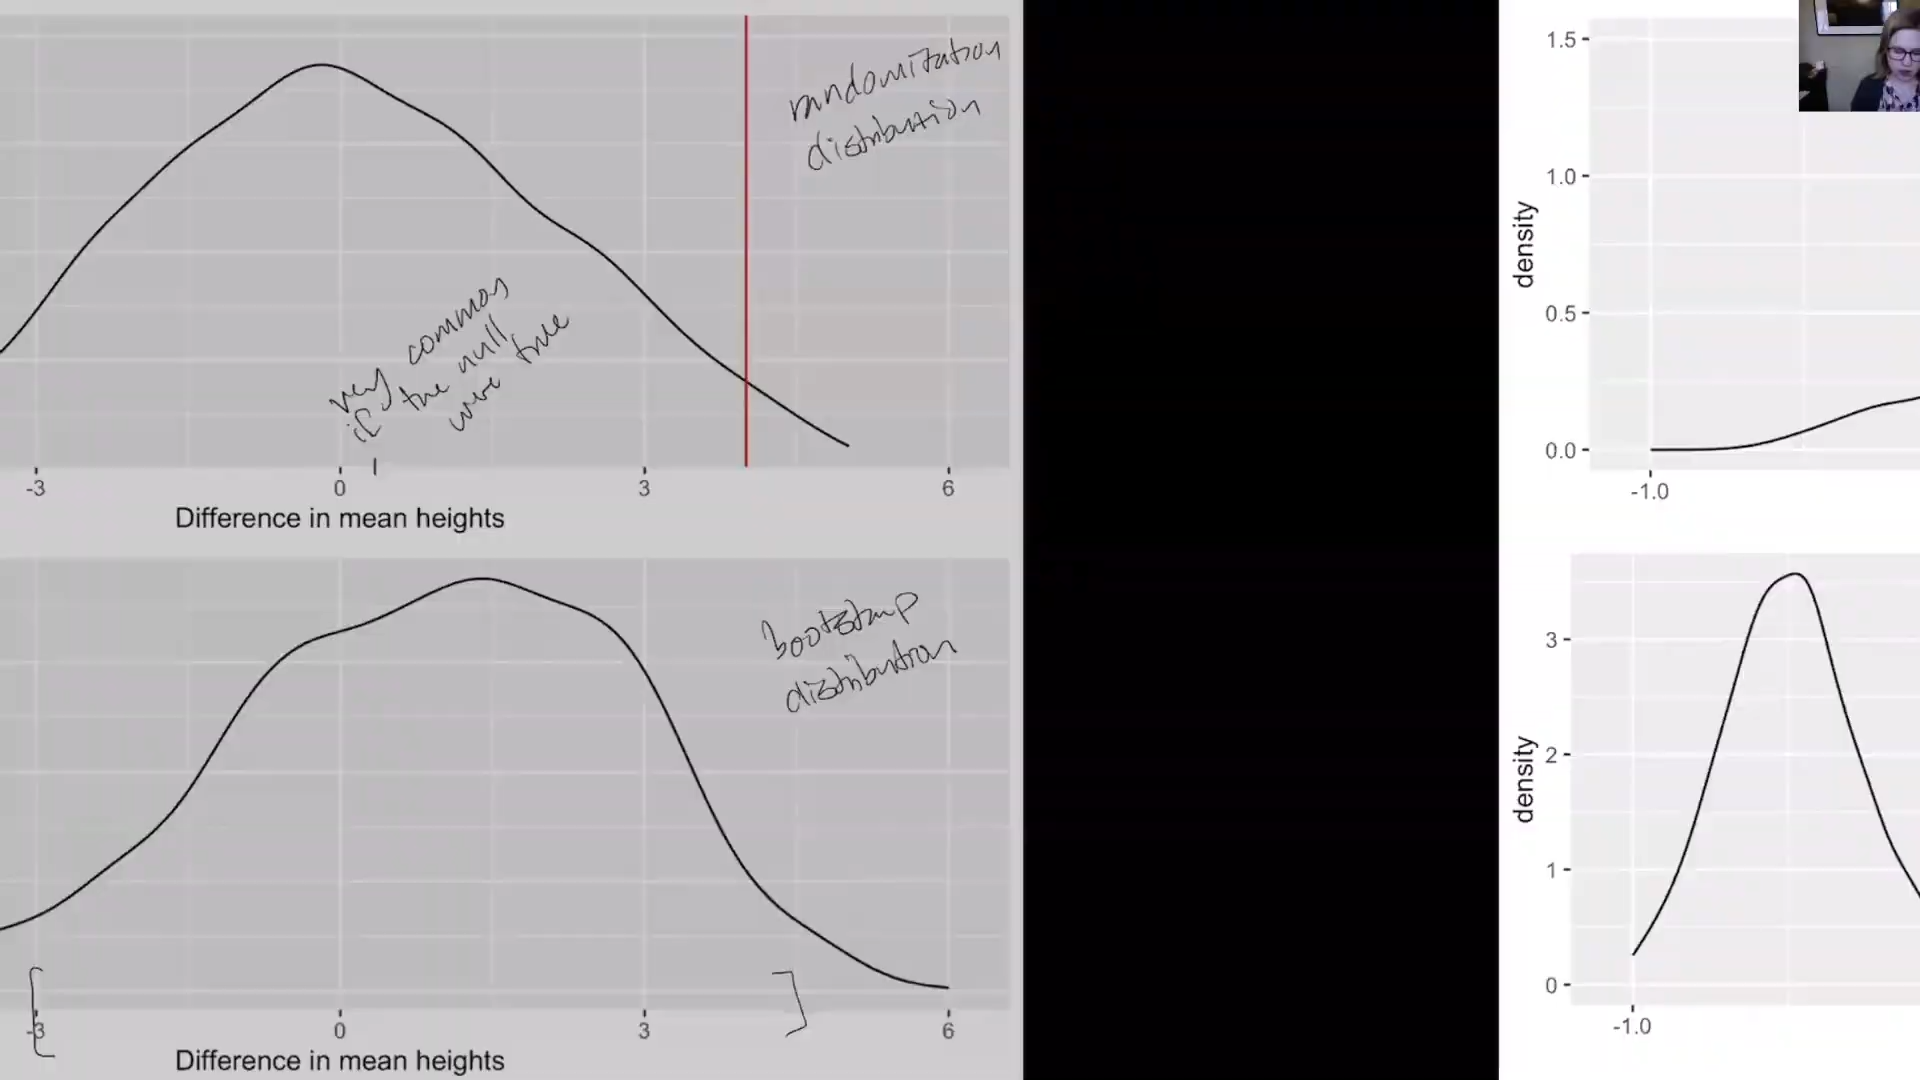 randomization
distribution
very common
if the null
were true
-3
0
3
6
Difference in mean heights
bootstrap
distribution
-3
0
3
6
Difference in mean heights
1.5
1.0
0.5
0.0
density
-1.0
3
2
1
0
density
-1.0